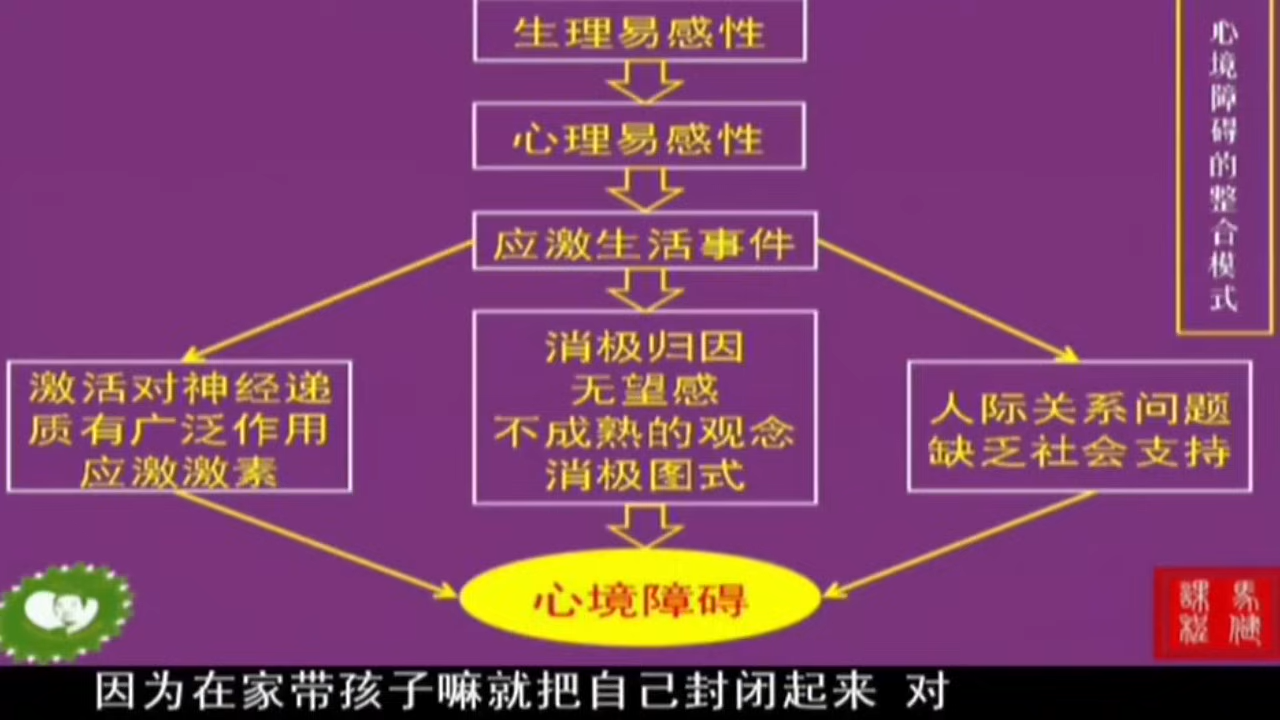 生理易感性
心理易感性
应激生活事件
激活对神经递
质有广泛作用
应激激素
消极归因
无望感
不成熟的观念
消极图式
人际关系问题
缺乏社会支持
心境障碍
心境障碍的整合模式
因为在家带孩子嘛就把自己封闭起来 对